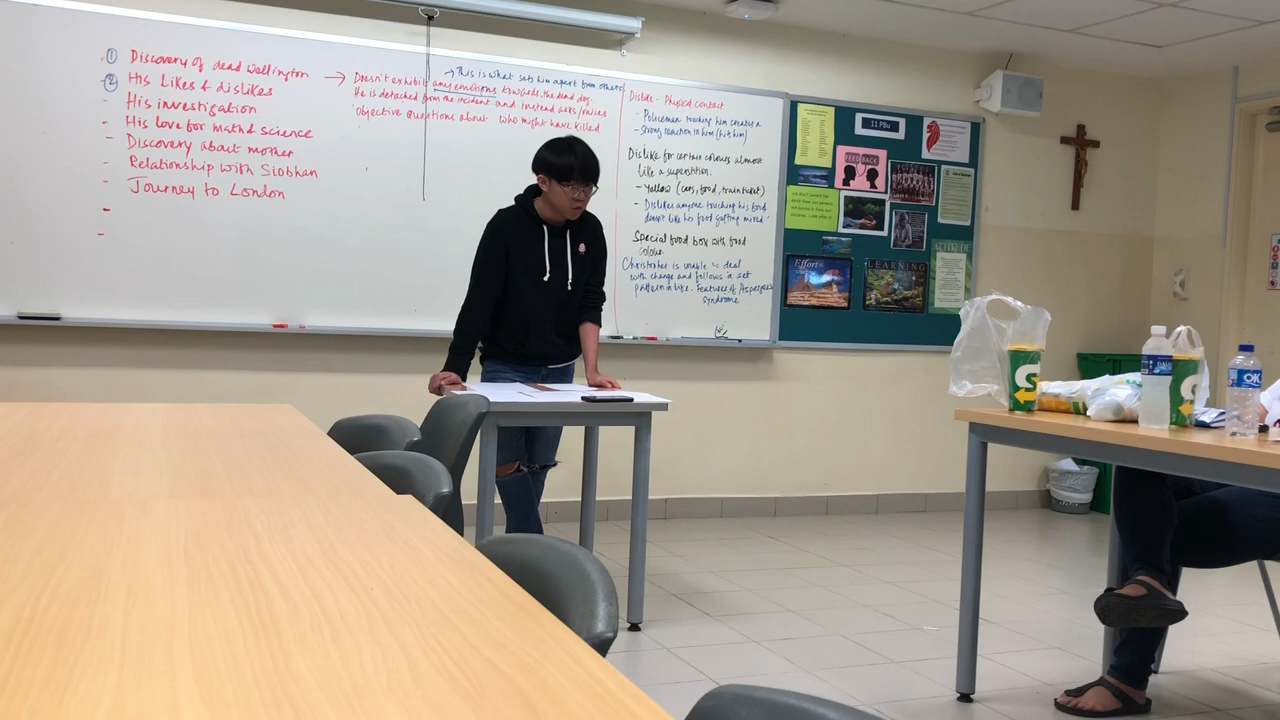 ① Discovery of dead Wellington
② His Likes & dislikes
- His investigation
- His love for Math & science
- Discovery about mother
- Relationship with Siobhan
- Journey to London
→ This is what sets him apart from others
→ Doesn't exhibit any emotions towards the dead dog.
He is detached from the incident and instead asks/raises
objective questions about who might have killed
Dislike - Physical contact
- Policeman touching him creates a
- strong reaction in him (hit him)
Dislike for certain colours almost
like a superstition.
- Yellow (cars, food, train ticket)
- Dislikes anyone touching his food
doesn't like his food getting mixed
Special food box with food
colour.
Christopher is unable to deal
with change and follows a set
pattern in life. Features of Asperger's
Syndrome
11 PBu
FEEDBACK
Effort
LEARNING
ATTITUDE
OK